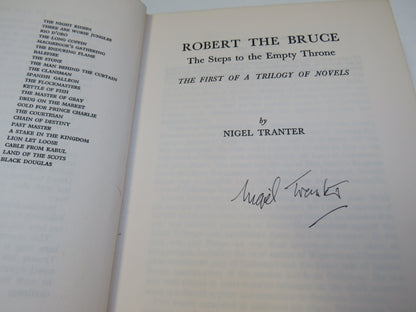 THE NIGHT RIDERS
THERE ARE WORSE JUNGLES
RIO D'ORO
THE LONG COFFIN
MACGREGOR'S GATHERING
THE ENDURING FLAME
BALEFIRE
THE STONE
THE MAN BEHIND THE CURTAIN
THE CLANSMAN
SPANISH GALLEON
THE FLOCKMASTERS
KETTLE OF FISH
THE MASTER OF GRAY
DRUG ON THE MARKET
GOLD FOR PRINCE CHARLIE
THE COURTESAN
CHAIN OF DESTINY
PAST MASTER
A STAKE IN THE KINGDOM
LION LET LOOSE
CABLE FROM KABUL
LAND OF THE SCOTS
BLACK DOUGLAS
ROBERT THE BRUCE
The Steps to the Empty Throne
THE FIRST OF A TRILOGY OF NOVELS
by
NIGEL TRANTER
Nigel Tranter